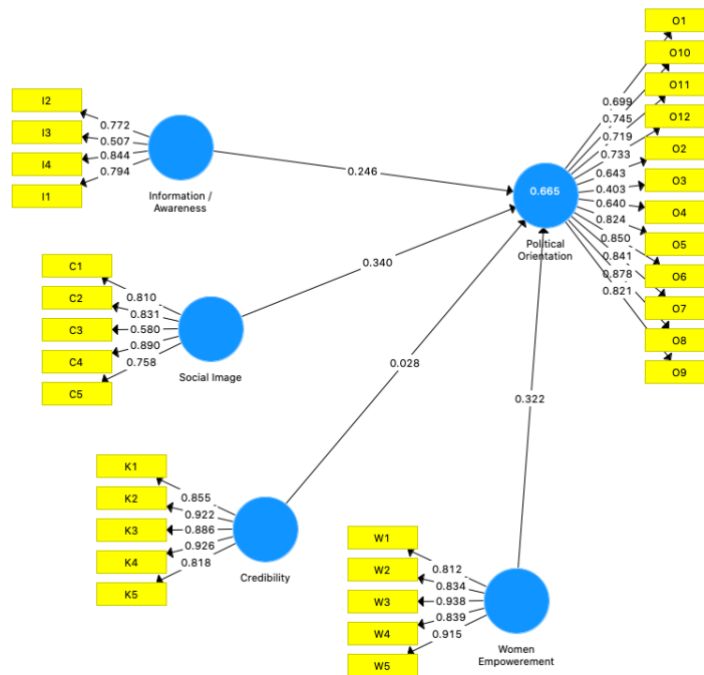 O1
O10
O11
O12
O2
O3
O4
O5
O6
O7
O8
O9
0.699
0.745
0.719
0.733
0.643
0.403
0.640
0.824
0.850
0.841
0.878
0.821
0.665
Political
Orientation
I2
I3
I4
I1
0.772
0.507
0.844
0.794
Information /
Awareness
0.246
C1
C2
C3
C4
C5
0.810
0.831
0.580
0.890
0.758
Social Image
0.340
K1
K2
K3
K4
K5
0.855
0.922
0.886
0.926
0.818
Credibility
0.028
W1
W2
W3
W4
W5
0.812
0.834
0.938
0.839
0.915
Women
Empowerement
0.322